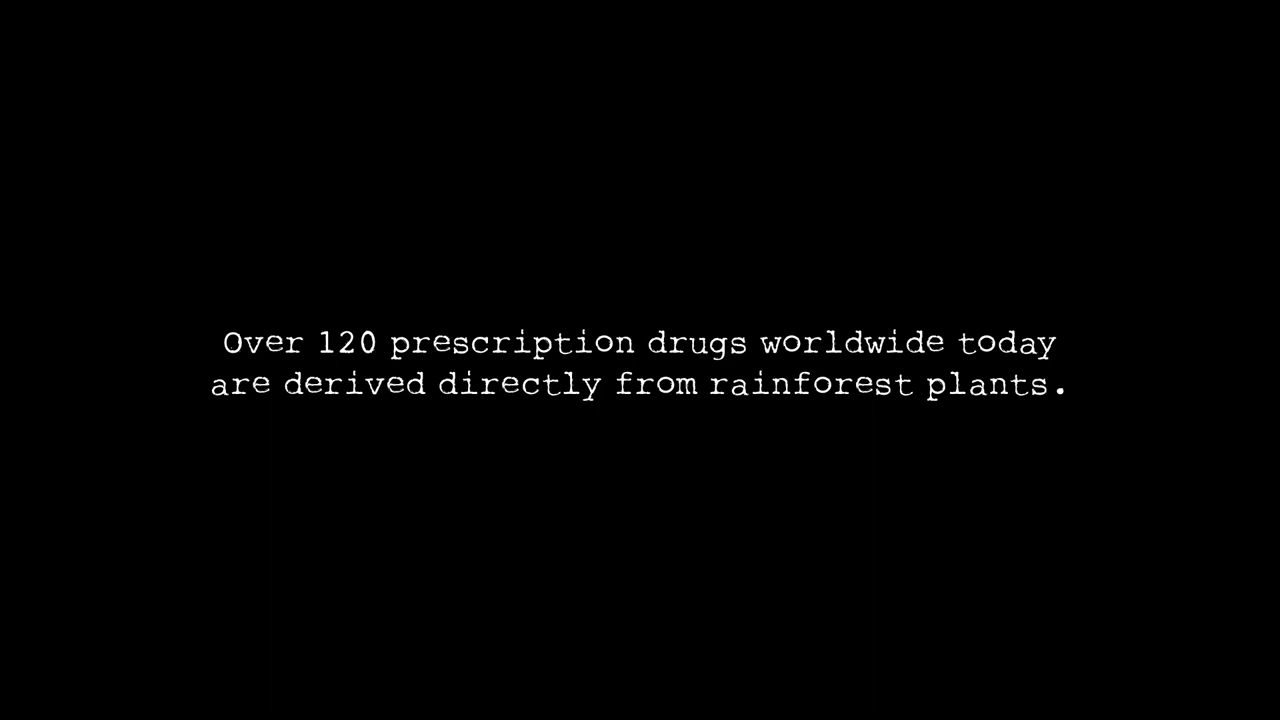 Over 120 prescription drugs worldwide today
are derived directly from rainforest plants.